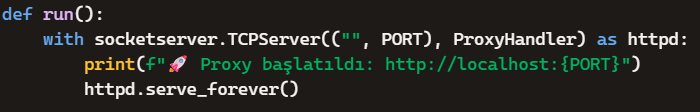 def run():
    with socketserver.TCPServer(("", PORT), ProxyHandler) as httpd:
        print(f"🚀 Proxy başlatıldı: http://localhost:{PORT}")
        httpd.serve_forever()